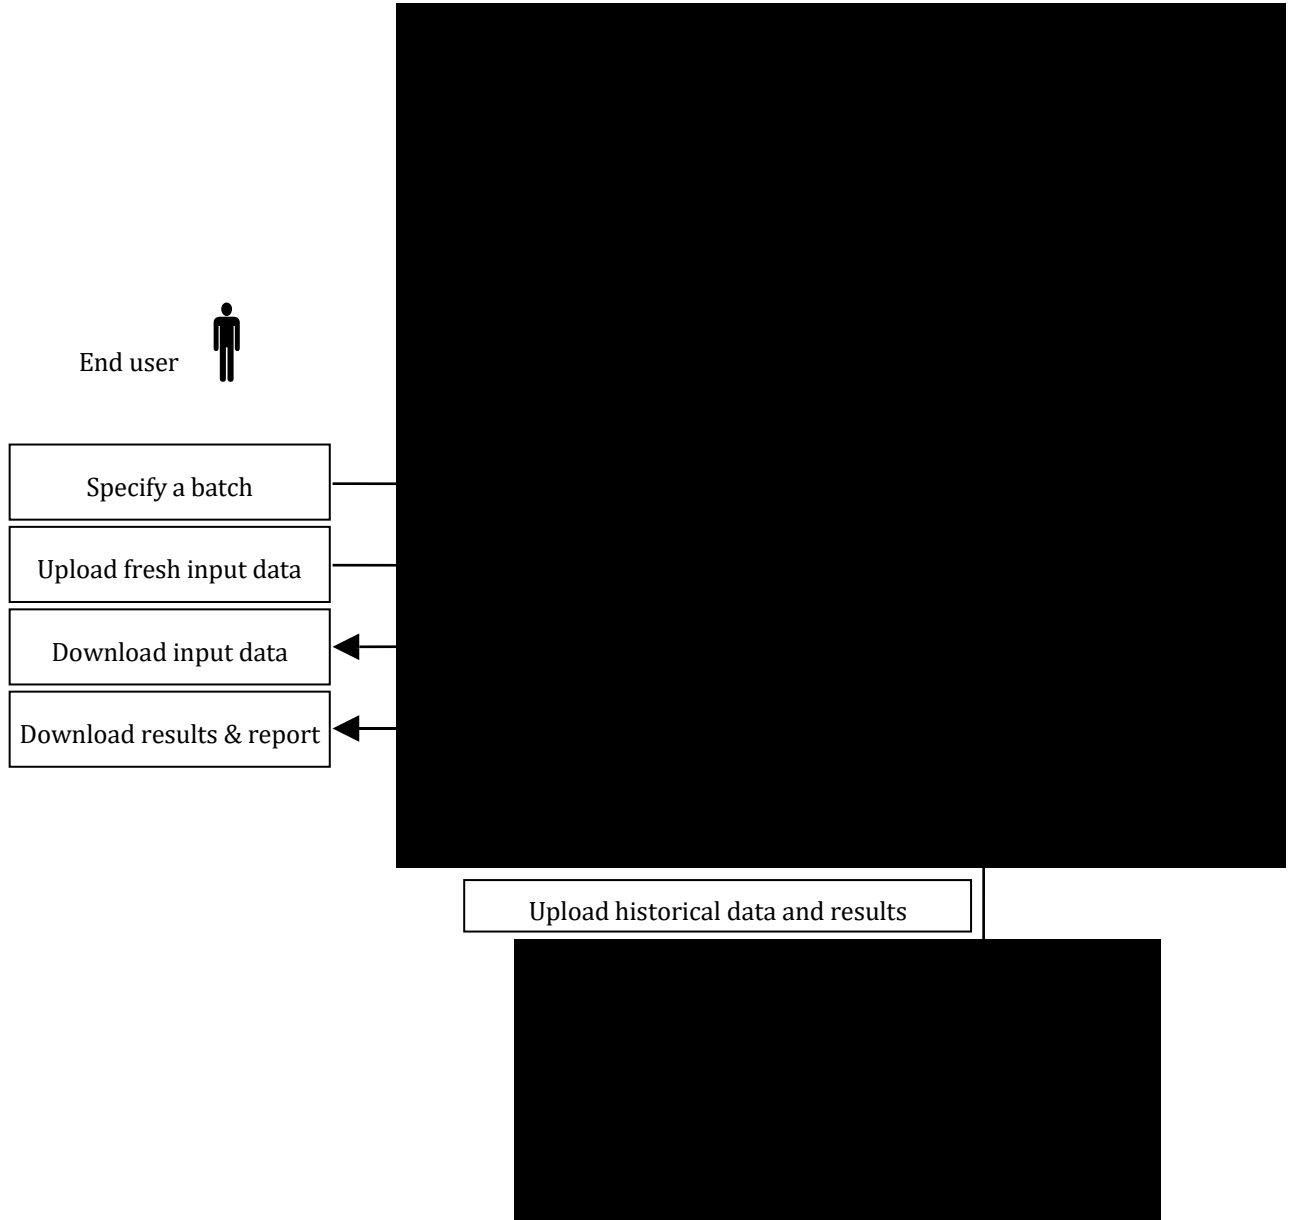 End user
Specify a batch
Upload fresh input data
Download input data
Download results & report
Upload historical data and results